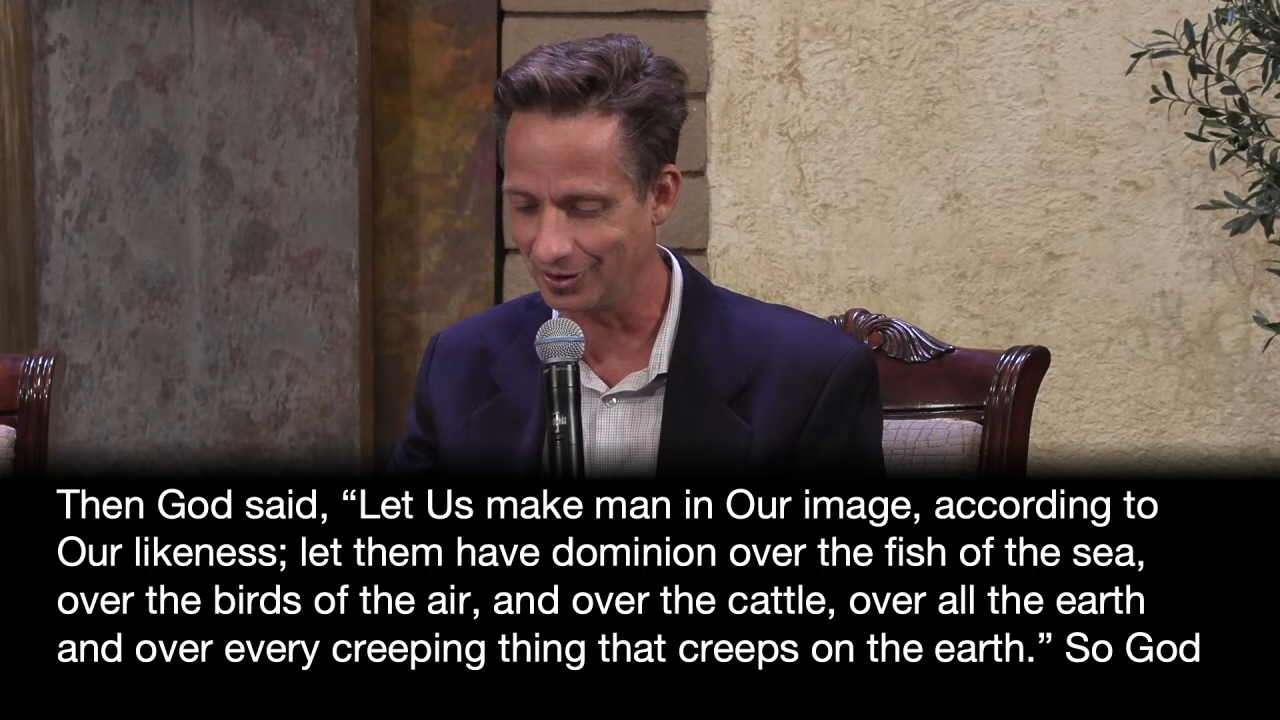 Then God said, “Let Us make man in Our image, according to
Our likeness; let them have dominion over the fish of the sea,
over the birds of the air, and over the cattle, over all the earth
and over every creeping thing that creeps on the earth.” So God